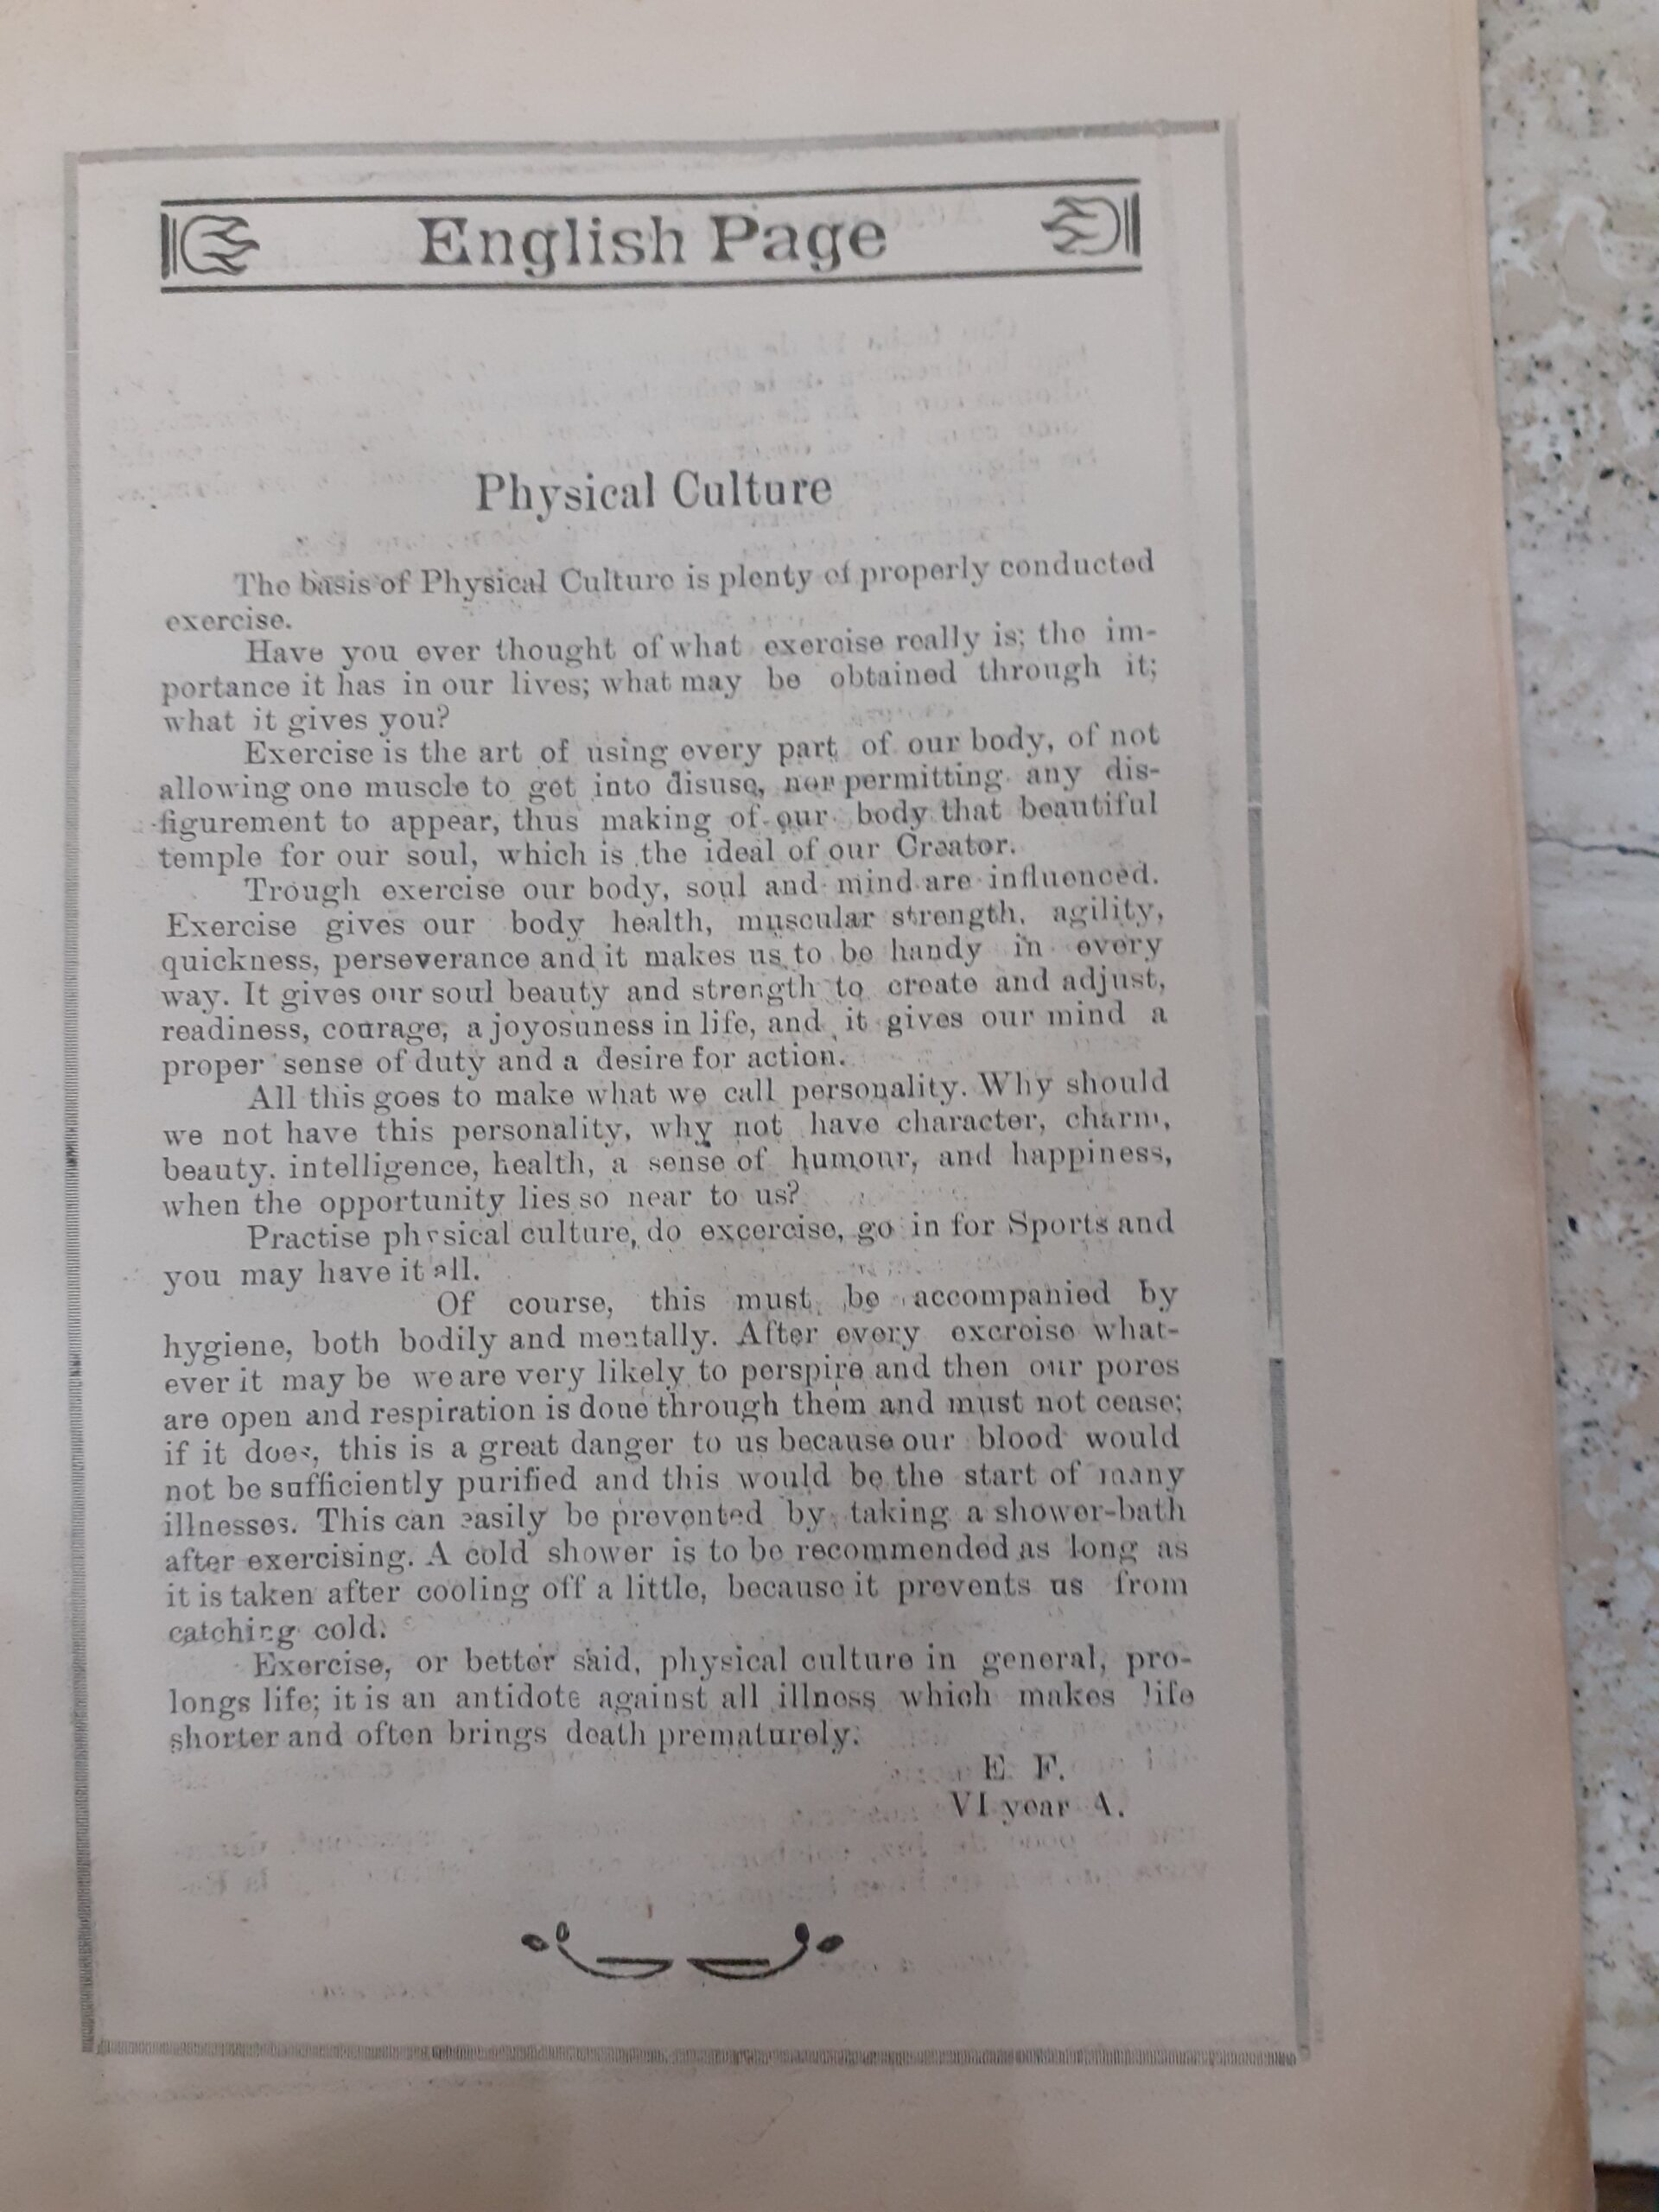 English Page
Physical Culture
The basis of Physical Culture is plenty of properly conducted
exercise.
Have you ever thought of what exercise really is; the im-
portance it has in our lives; what may be obtained through it;
what it gives you?
Exercise is the art of using every part of our body, of not
allowing one muscle to get into disuse, nor permitting any dis-
figurement to appear, thus making of our body that beautiful
temple for our soul, which is the ideal of our Creator.
Trough exercise our body, soul and mind are influenced.
Exercise gives our body health, muscular strength, agility,
quickness, perseverance and it makes us to be handy in every
way. It gives our soul beauty and strength to create and adjust,
readiness, courage, a joyosuness in life, and it gives our mind a
proper sense of duty and a desire for action.
All this goes to make what we call personality. Why should
we not have this personality, why not have character, charm,
beauty. intelligence, health, a sense of humour, and happiness,
when the opportunity lies so near to us?
Practise physical culture, do excercise, go in for Sports and
you may have it all.
Of course, this must be accompanied by
hygiene, both bodily and mentally. After every excroise what-
ever it may be we are very likely to perspire and then our pores
are open and respiration is done through them and must not cease;
if it does, this is a great danger to us because our blood would
not be sufficiently purified and this would be the start of many
illnesses. This can easily be prevented by taking a shower-bath
after exercising. A cold shower is to be recommended as long as
it is taken after cooling off a little, because it prevents us from
catching cold.
Exercise, or better said, physical culture in general, pro-
longs life; it is an antidote against all illness which makes life
shorter and often brings death prematurely.
E. F.
VI year A.